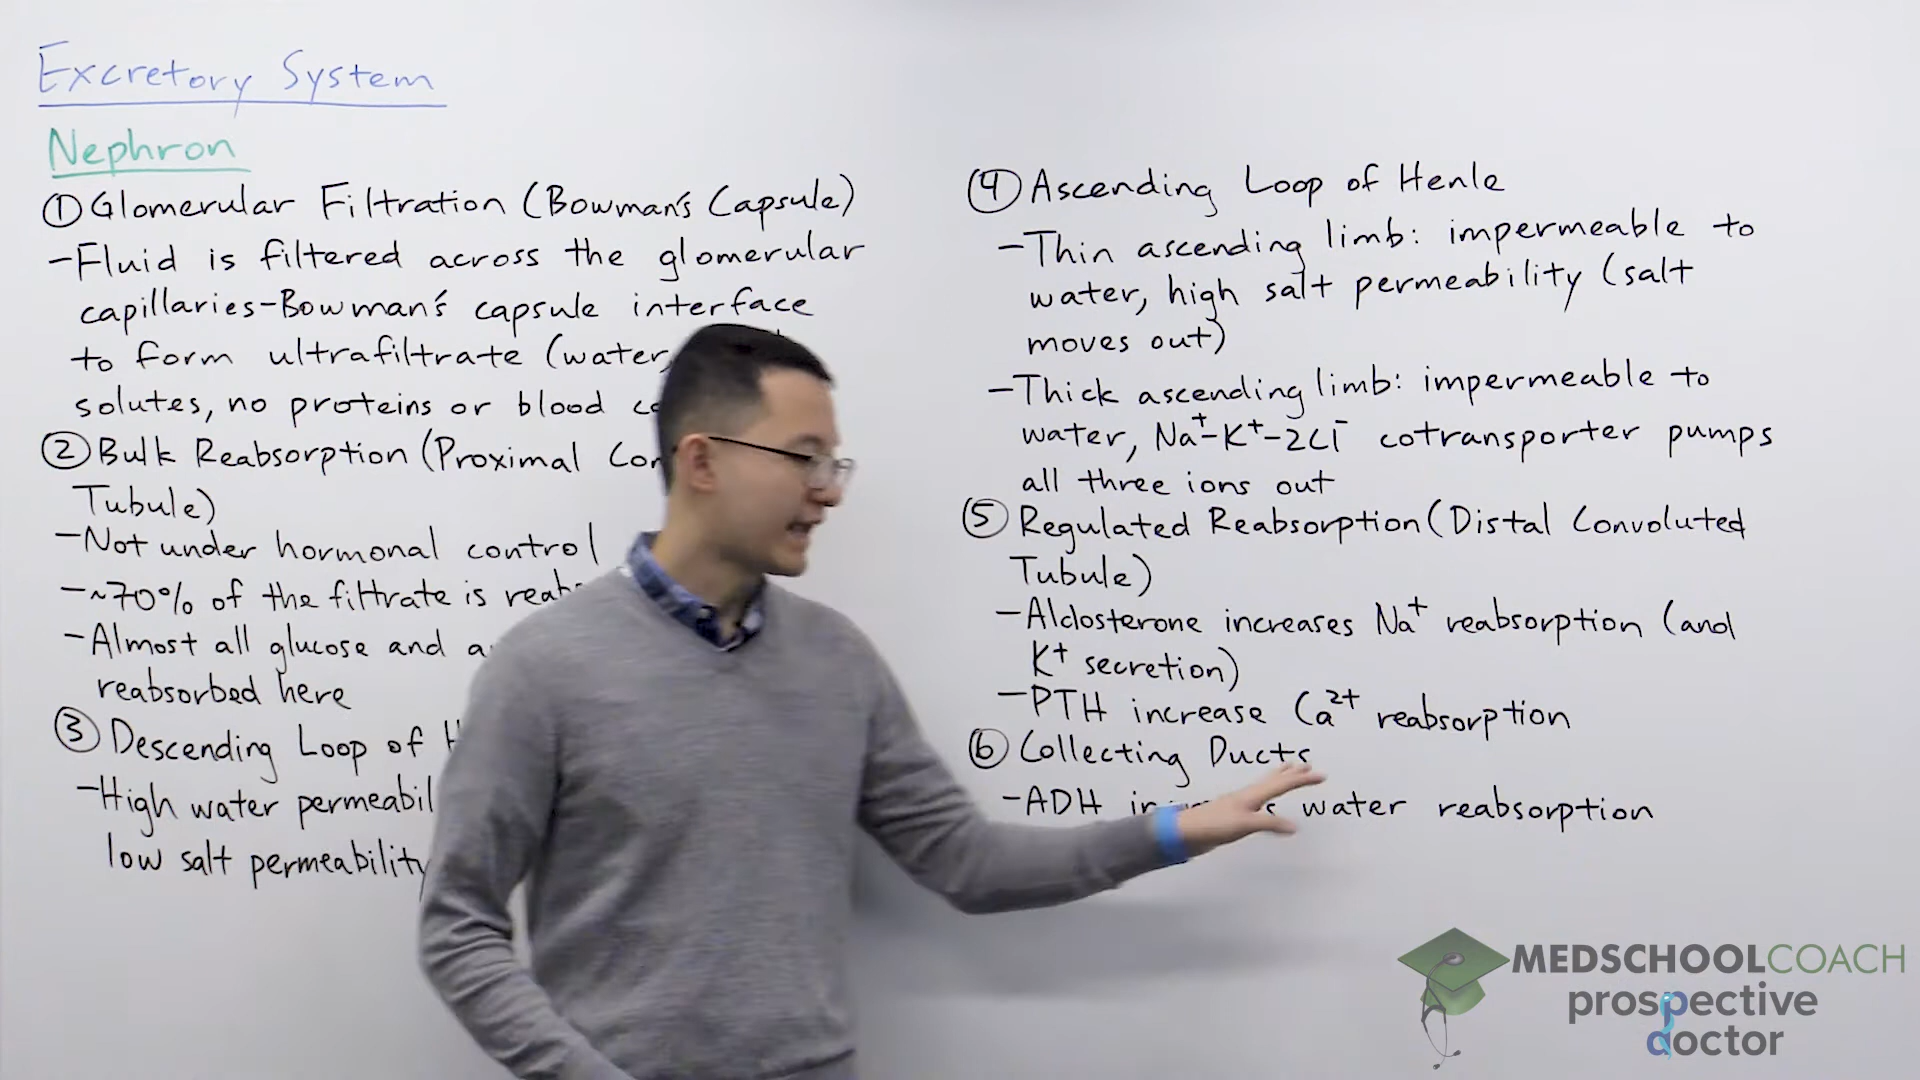 Excretory System
Nephron
① Glomerular Filtration (Bowman's Capsule)
- Fluid is filtered across the glomerular
capillaries-Bowman's capsule interface
to form ultrafiltrate (water,
solutes, no proteins or blood
② Bulk Reabsorption (Proximal
Tubule)
- Not under hormonal control
- ~70% of the filtrate is
- Almost all glucose and
reabsorbed here
③ Descending Loop of
- High water
low salt permeability
④ Ascending Loop of Henle
- Thin ascending limb: impermeable to
water, high salt permeability (salt
moves out)
- Thick ascending limb: impermeable to
water, Na⁺-K⁺-2Cl⁻ cotransporter pumps
all three ions out
⑤ Regulated Reabsorption (Distal Convoluted
Tubule)
- Aldosterone increases Na⁺ reabsorption (and
K⁺ secretion)
- PTH increase Ca²⁺ reabsorption
⑥ Collecting Ducts
- ADH water reabsorption
MEDSCHOOLCOACH
prospective
doctor